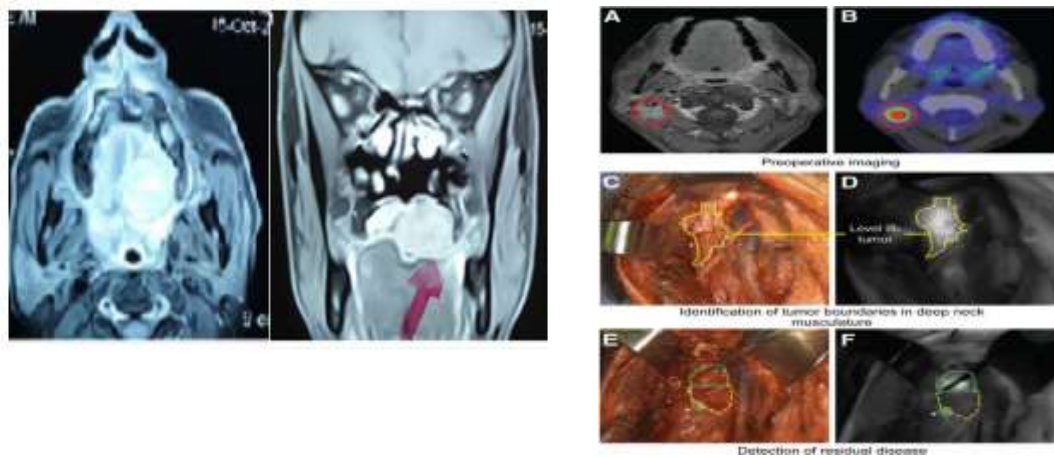 15-Oct-2
15-
A
B
Preoperative imaging
C
D
Level IIb
tumor
Identification of tumor boundaries in deep neck
musculature
E
F
Detection of residual disease